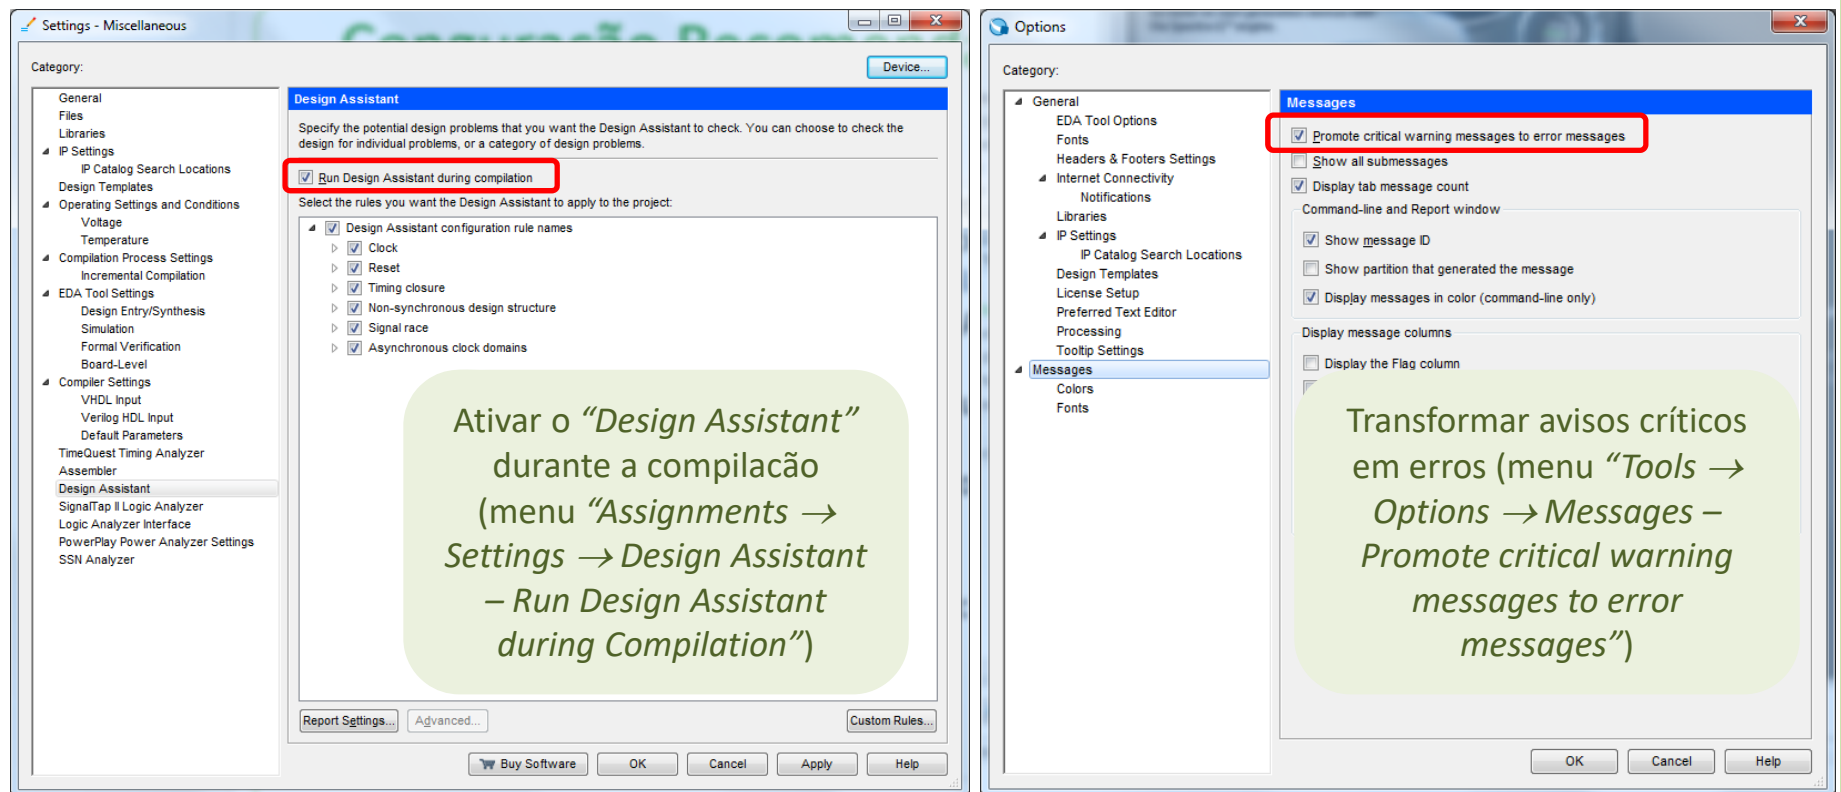 Settings - Miscellaneous
Category:
Device...
General
Files
Libraries
IP Settings
IP Catalog Search Locations
Design Templates
Operating Settings and Conditions
Voltage
Temperature
Compilation Process Settings
Incremental Compilation
EDA Tool Settings
Design Entry/Synthesis
Simulation
Formal Verification
Board-Level
Compiler Settings
VHDL Input
Verilog HDL Input
Default Parameters
TimeQuest Timing Analyzer
Assembler
Design Assistant
SignalTap II Logic Analyzer
Logic Analyzer Interface
PowerPlay Power Analyzer Settings
SSN Analyzer
Design Assistant
Specify the potential design problems that you want the Design Assistant to check. You can choose to check the
design for individual problems, or a category of design problems.
Run Design Assistant during compilation
Select the rules you want the Design Assistant to apply to the project:
Design Assistant configuration rule names
Clock
Reset
Timing closure
Non-synchronous design structure
Signal race
Asynchronous clock domains
Ativar o “Design Assistant”
durante a compilacão
(menu “Assignments →
Settings → Design Assistant
– Run Design Assistant
during Compilation”)
Report Settings...
Advanced...
Custom Rules...
Buy Software
OK
Cancel
Apply
Help
Options
Category:
General
EDA Tool Options
Fonts
Headers & Footers Settings
Internet Connectivity
Notifications
Libraries
IP Settings
IP Catalog Search Locations
Design Templates
License Setup
Preferred Text Editor
Processing
Tooltip Settings
Messages
Colors
Fonts
Messages
Promote critical warning messages to error messages
Show all submessages
Display tab message count
Command-line and Report window
Show message ID
Show partition that generated the message
Display messages in color (command-line only)
Display message columns
Display the Flag column
Transformar avisos críticos
em erros (menu “Tools →
Options → Messages –
Promote critical warning
messages to error
messages”)
OK
Cancel
Help